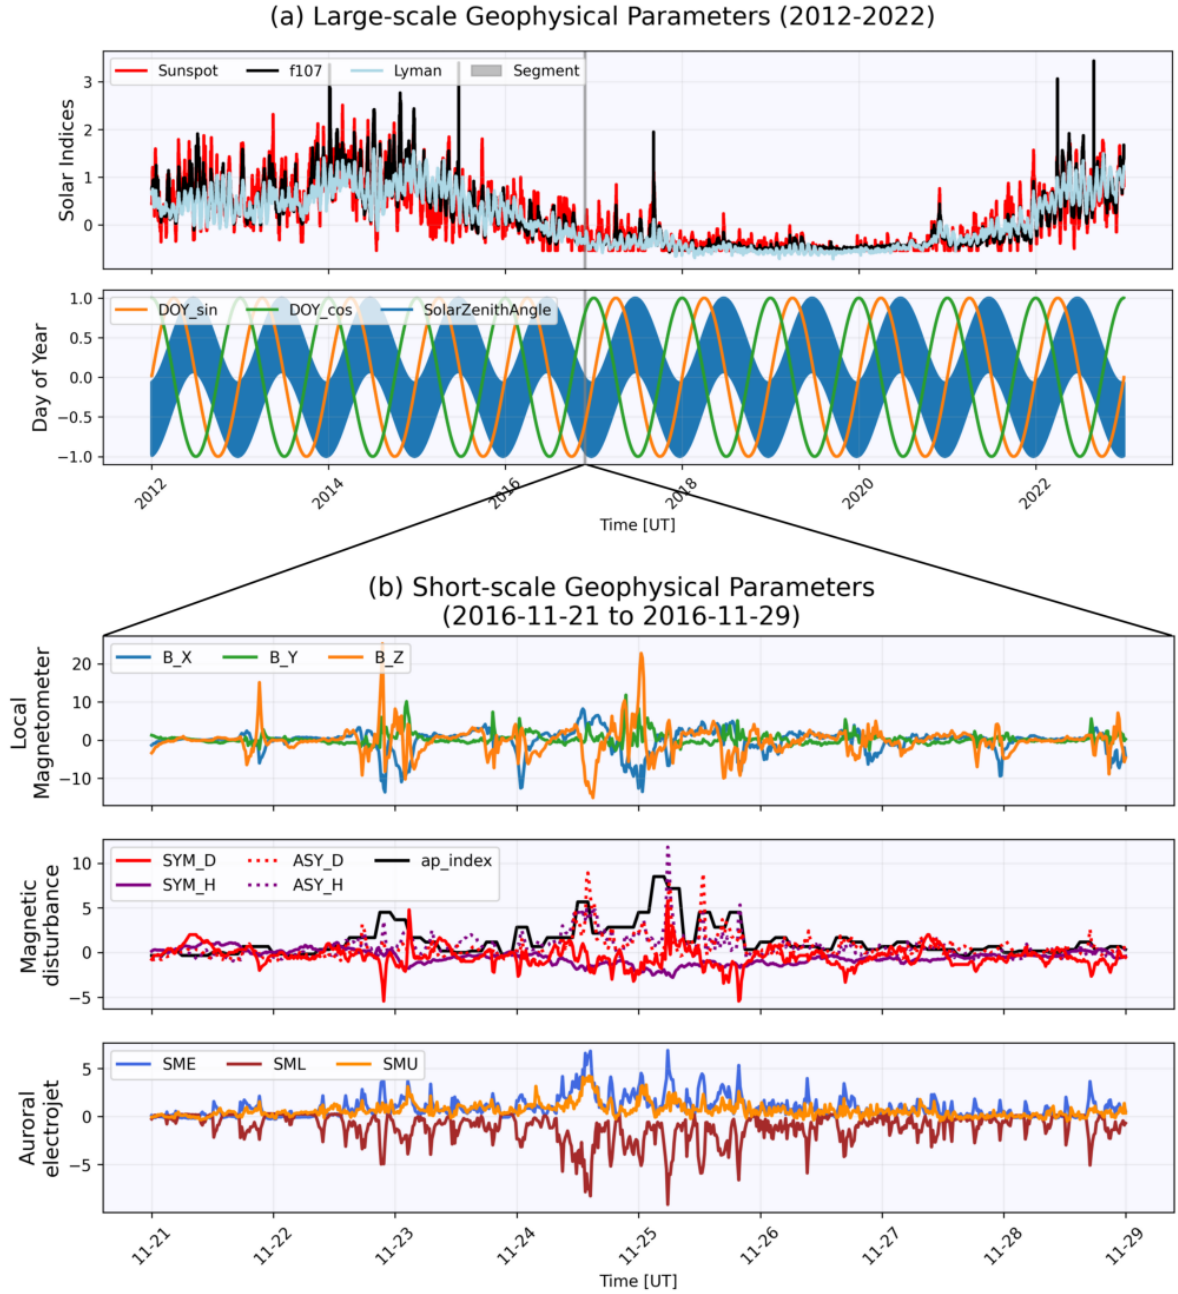 (a) Large-scale Geophysical Parameters (2012-2022)
Sunspot f107 Lyman Segment
Solar Indices
3
2
1
0
DOY_sin DOY_cos SolarZenithAngle
Day of Year
1.0
0.5
0.0
−0.5
−1.0
2012 2014 2016 2018 2020 2022
Time [UT]
(b) Short-scale Geophysical Parameters
(2016-11-21 to 2016-11-29)
B_X B_Y B_Z
Local
Magnetometer
20
10
0
−10
SYM_D ASY_D ap_index
SYM_H ASY_H
Magnetic
disturbance
10
5
0
−5
SME SML SMU
Auroral
electrojet
5
0
−5
11-21 11-22 11-23 11-24 11-25 11-26 11-27 11-28 11-29
Time [UT]